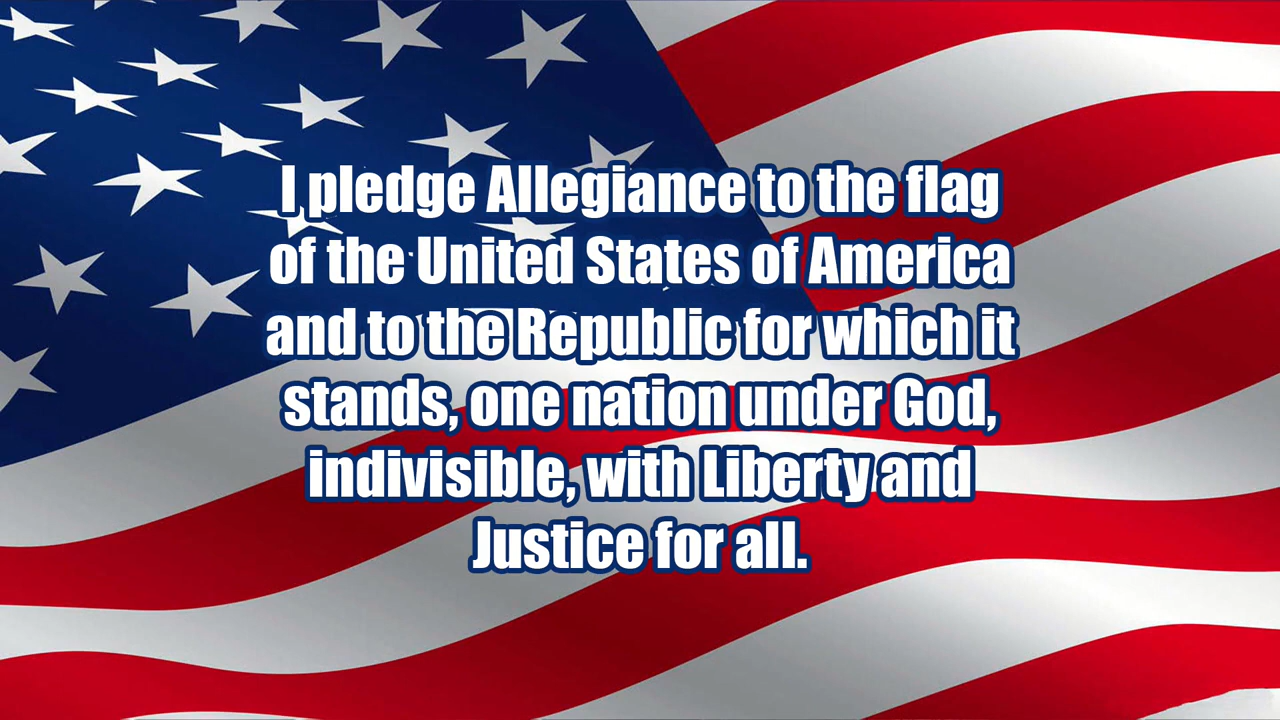 I pledge Allegiance to the flag
of the United States of America
and to the Republic for which it
stands, one nation under God,
indivisible, with Liberty and
Justice for all.